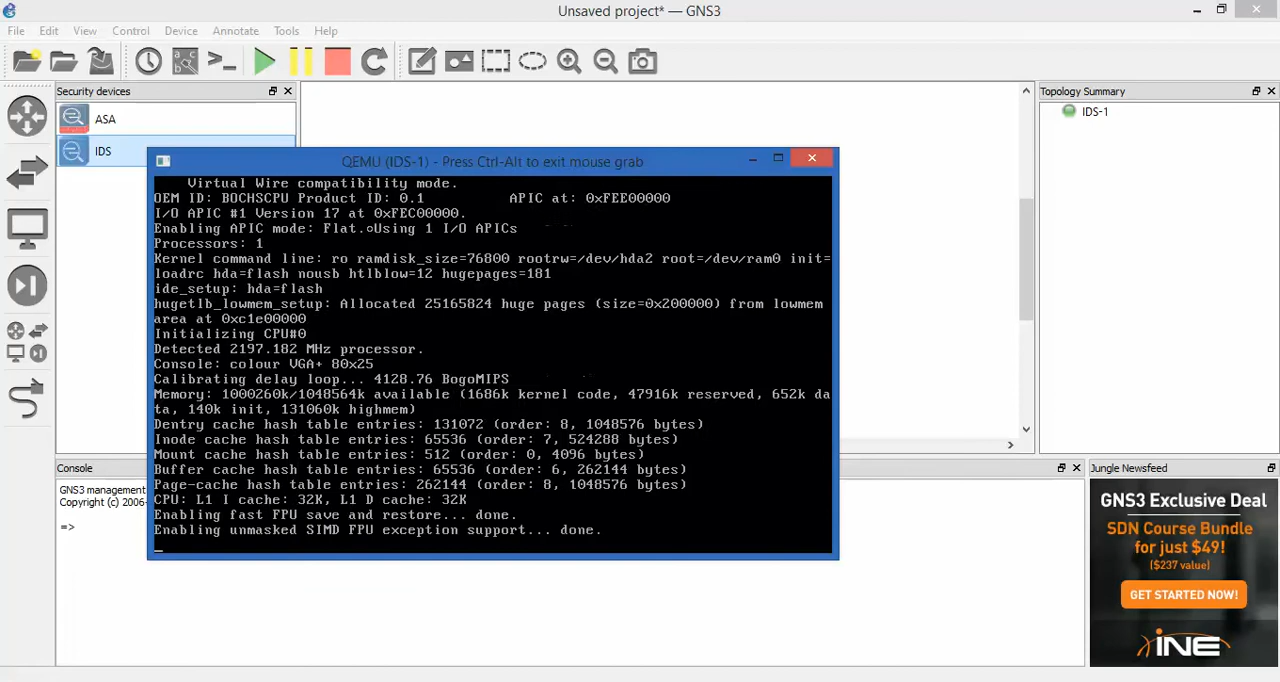 Unsaved project* — GNS3
File Edit View Control Device Annotate Tools Help
Security devices
ASA
IDS
Topology Summary
IDS-1
QEMU (IDS-1) - Press Ctrl-Alt to exit mouse grab
Virtual Wire compatibility mode.
OEM ID: BOCHSCPU Product ID: 0.1 APIC at: 0xFEE00000
I/O APIC #1 Version 17 at 0xFEC00000.
Enabling APIC mode: Flat. Using 1 I/O APICs
Processors: 1
Kernel command line: ro ramdisk_size=76800 rootrw=/dev/hda2 root=/dev/ram0 init=
loadrc hda=flash nousb htlblow=12 hugepages=181
ide_setup: hda=flash
hugetlb_lowmem_setup: Allocated 25165824 huge pages (size=0x200000) from lowmem
area at 0xc1e00000
Initializing CPU#0
Detected 2197.182 MHz processor.
Console: colour VGA+ 80x25
Calibrating delay loop... 4128.76 BogoMIPS
Memory: 1000260k/1048564k available (1686k kernel code, 47916k reserved, 652k da
ta, 140k init, 131060k highmem)
Dentry cache hash table entries: 131072 (order: 8, 1048576 bytes)
Inode cache hash table entries: 65536 (order: 7, 524288 bytes)
Mount cache hash table entries: 512 (order: 0, 4096 bytes)
Buffer cache hash table entries: 65536 (order: 6, 262144 bytes)
Page-cache hash table entries: 262144 (order: 8, 1048576 bytes)
CPU: L1 I cache: 32K, L1 D cache: 32K
Enabling fast FPU save and restore... done.
Enabling unmasked SIMD FPU exception support... done.
Console
GNS3 management
Copyright (c) 2006-
=>
Jungle Newsfeed
GNS3 Exclusive Deal
SDN Course Bundle
for just $49!
($237 value)
GET STARTED NOW!
iNE